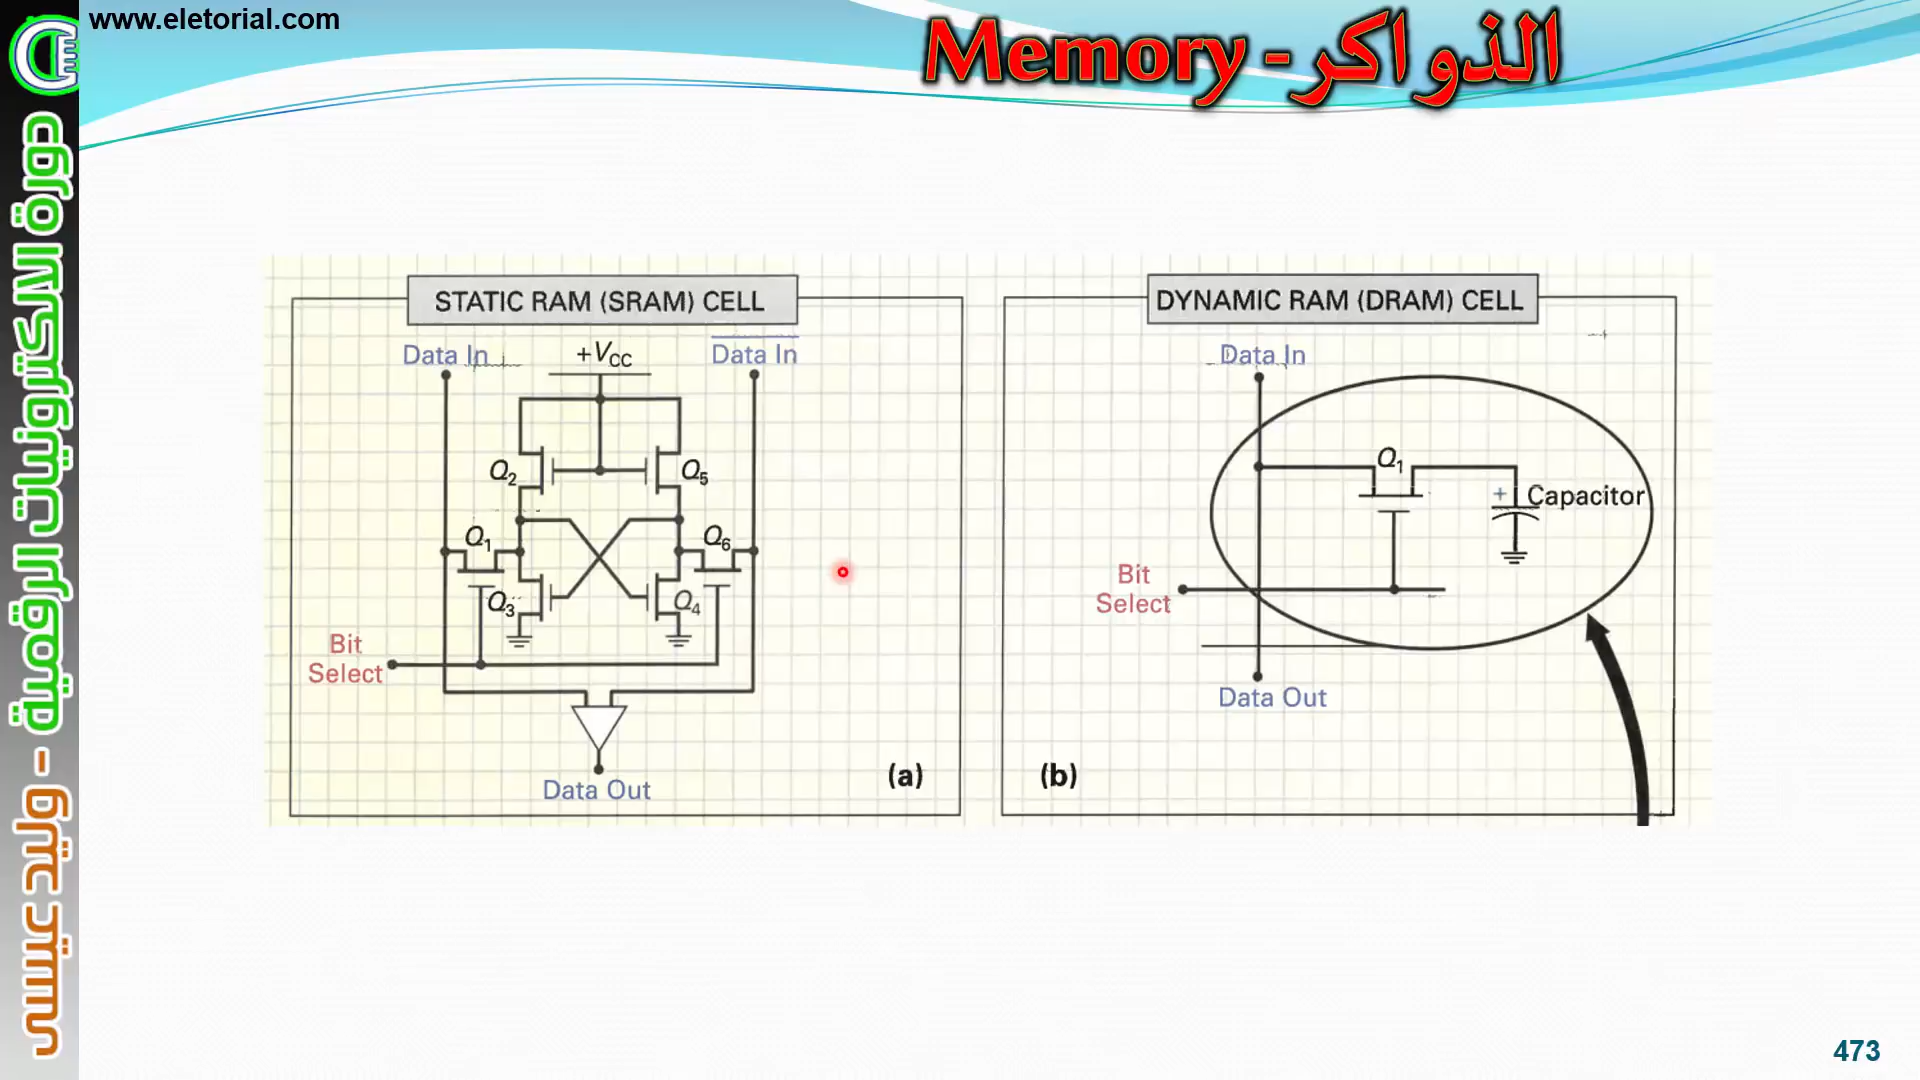 www.eletorial.com
الذواكر - Memory
دورة الالكترونيات الرقمية - وليد عيسى
STATIC RAM (SRAM) CELL
Data In
+VCC
Data In
Q2
Q5
Q1
Q6
Q3
Q4
Bit
Select
Data Out
(a)
DYNAMIC RAM (DRAM) CELL
Data In
Q1
+ Capacitor
Bit
Select
Data Out
(b)
473